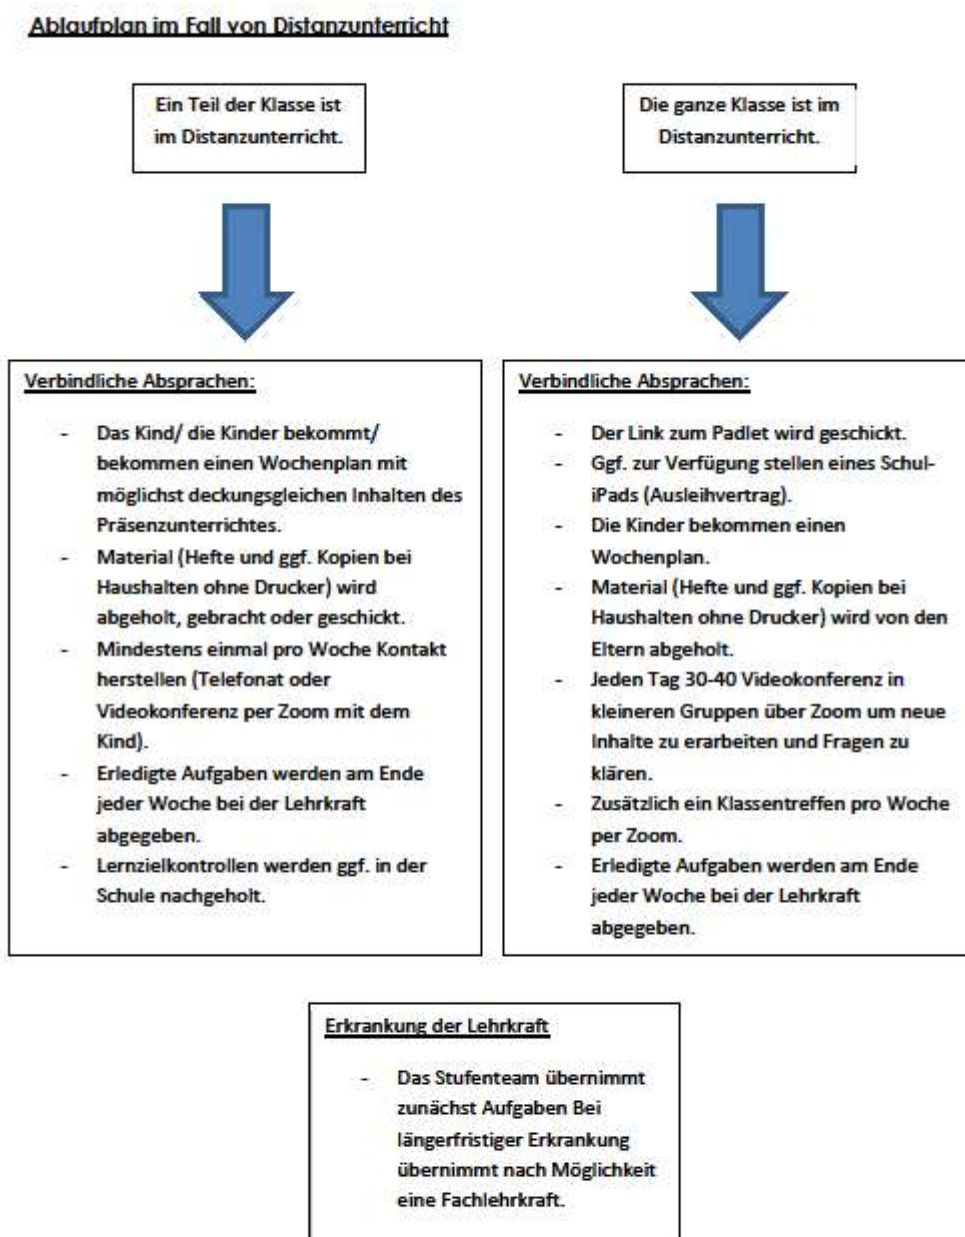 Ablaufplan im Fall von Distanzunterricht
Ein Teil der Klasse ist
im Distanzunterricht.
Die ganze Klasse ist im
Distanzunterricht.
Verbindliche Absprachen:
- Das Kind/ die Kinder bekommt/
bekommen einen Wochenplan mit
möglichst deckungsgleichen Inhalten des
Präsenzunterrichtes.
- Material (Hefte und ggf. Kopien bei
Haushalten ohne Drucker) wird
abgeholt, gebracht oder geschickt.
- Mindestens einmal pro Woche Kontakt
herstellen (Telefonat oder
Videokonferenz per Zoom mit dem
Kind).
- Erledigte Aufgaben werden am Ende
jeder Woche bei der Lehrkraft
abgegeben.
- Lernzielkontrollen werden ggf. in der
Schule nachgeholt.
Verbindliche Absprachen:
- Der Link zum Padlet wird geschickt.
- Ggf. zur Verfügung stellen eines Schul-
iPads (Ausleihvertrag).
- Die Kinder bekommen einen
Wochenplan.
- Material (Hefte und ggf. Kopien bei
Haushalten ohne Drucker) wird von den
Eltern abgeholt.
- Jeden Tag 30-40 Videokonferenz in
kleineren Gruppen über Zoom um neue
Inhalte zu erarbeiten und Fragen zu
klären.
- Zusätzlich ein Klassentreffen pro Woche
per Zoom.
- Erledigte Aufgaben werden am Ende
jeder Woche bei der Lehrkraft
abgegeben.
Erkrankung der Lehrkraft
- Das Stufenteam übernimmt
zunächst Aufgaben Bei
längerfristiger Erkrankung
übernimmt nach Möglichkeit
eine Fachlehrkraft.